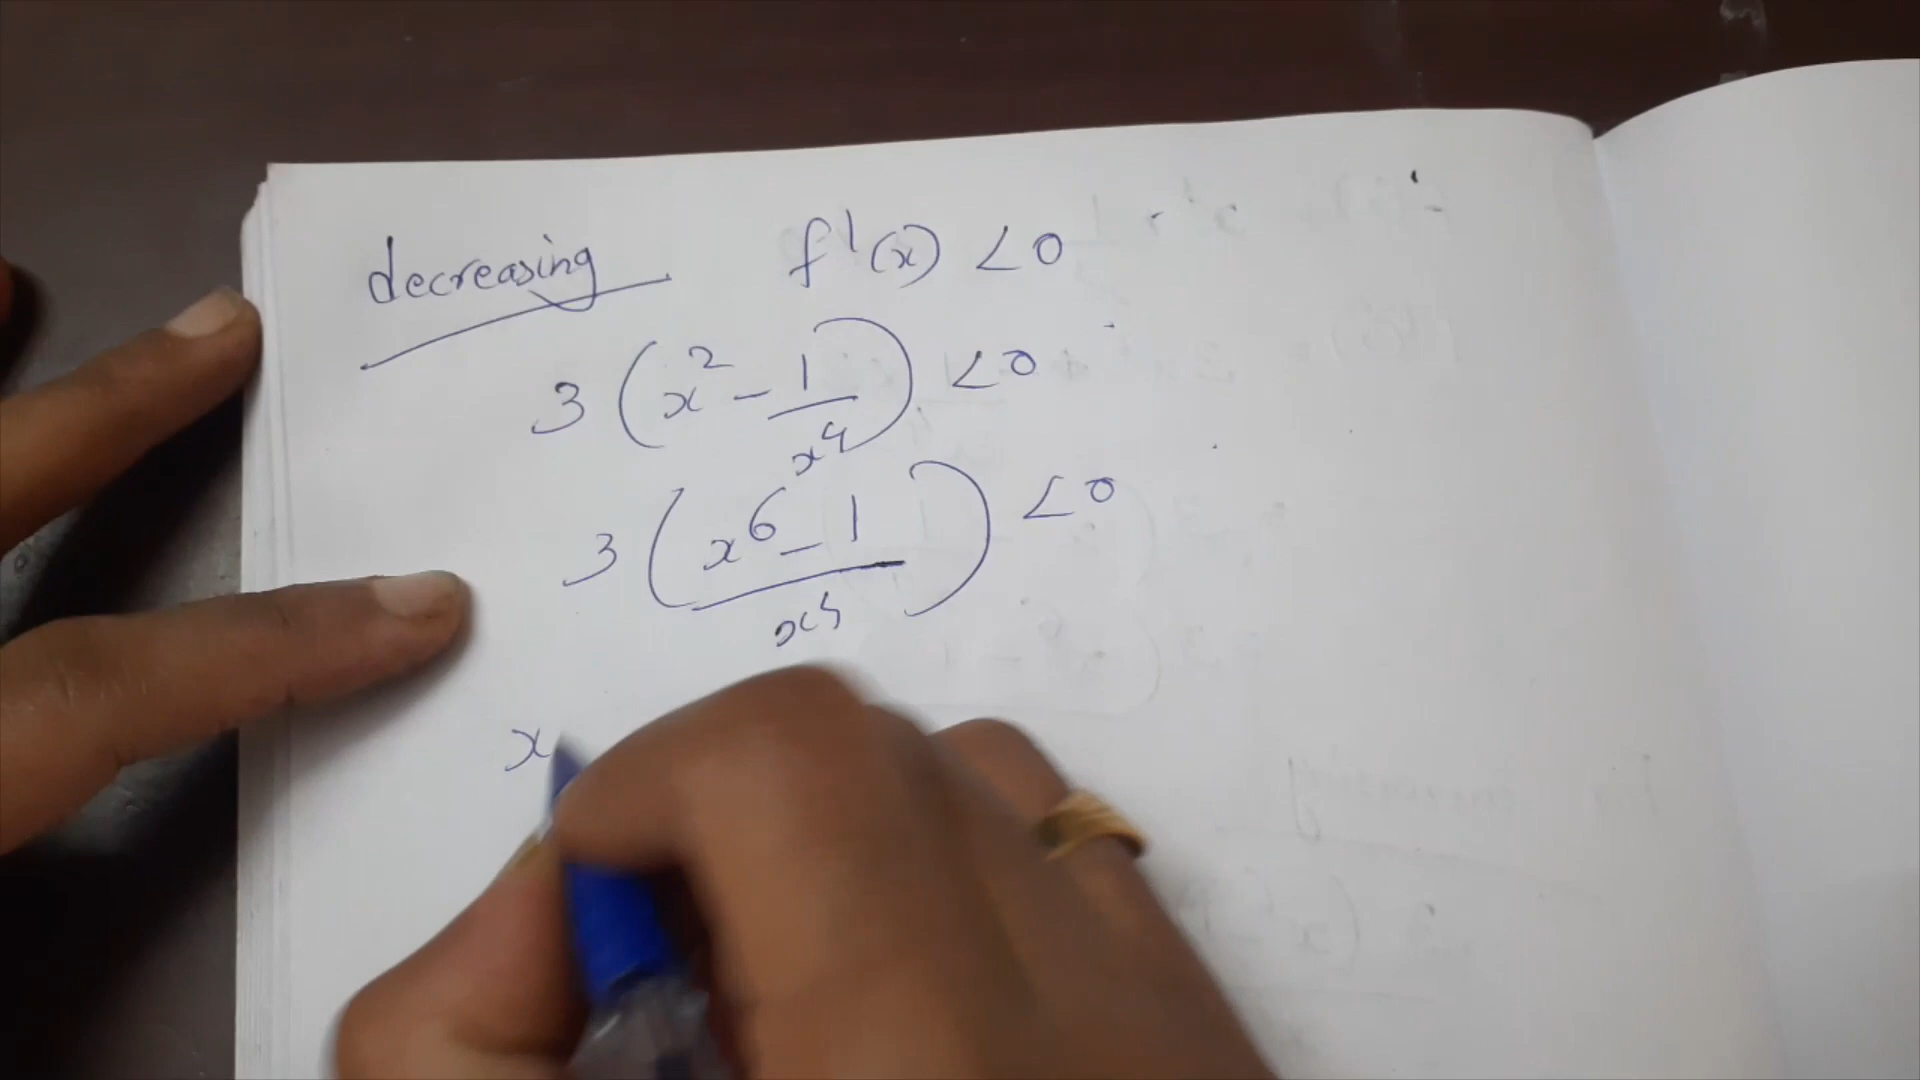 decreasing f'(x) <0
3 (x² - 1/x⁴) <0
3 (x⁶ - 1 / x⁴) <0
x